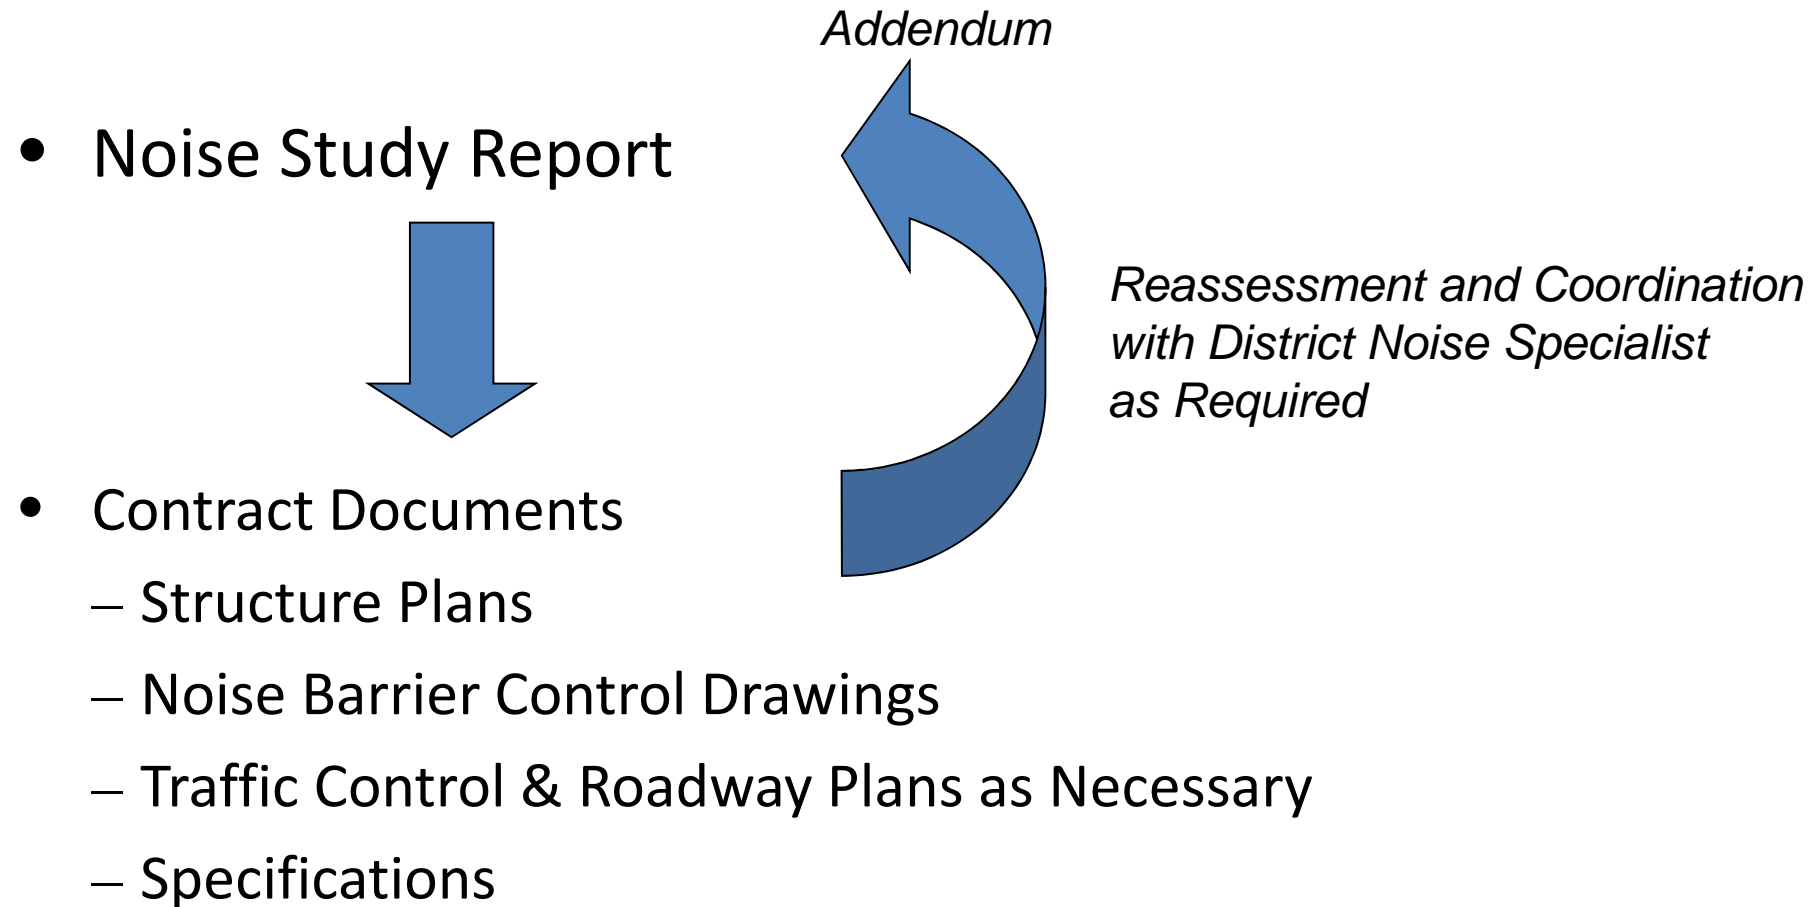 Addendum
• Noise Study Report
Reassessment and Coordination
with District Noise Specialist
as Required
• Contract Documents
– Structure Plans
– Noise Barrier Control Drawings
– Traffic Control & Roadway Plans as Necessary
– Specifications